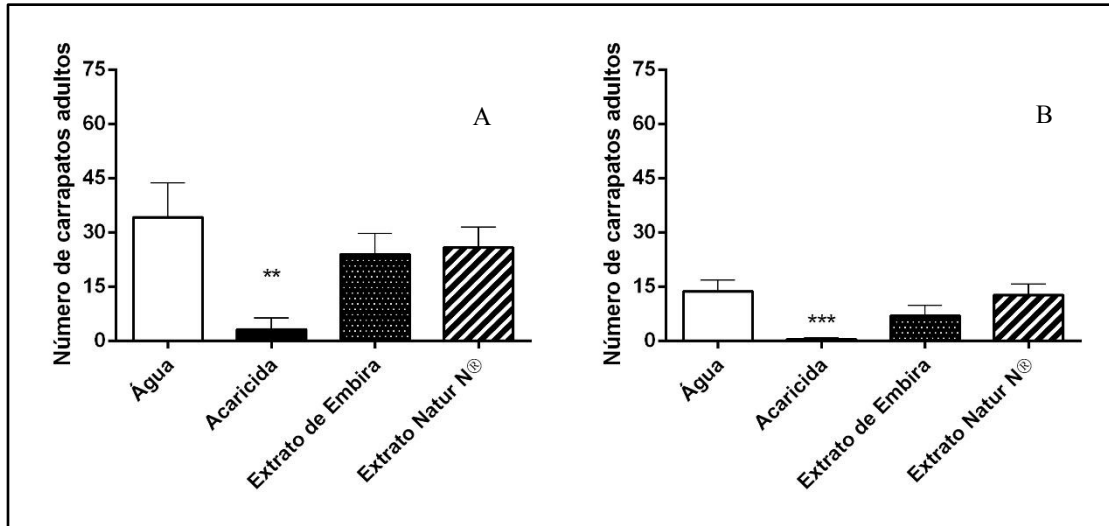 Número de carrapatos adultos
75
60
45
30
15
0
A
**
Água
Acaricida
Extrato de Embira
Extrato Natur N®
Número de carrapatos adultos
75
60
45
30
15
0
B
***
Água
Acaricida
Extrato de Embira
Extrato Natur N®